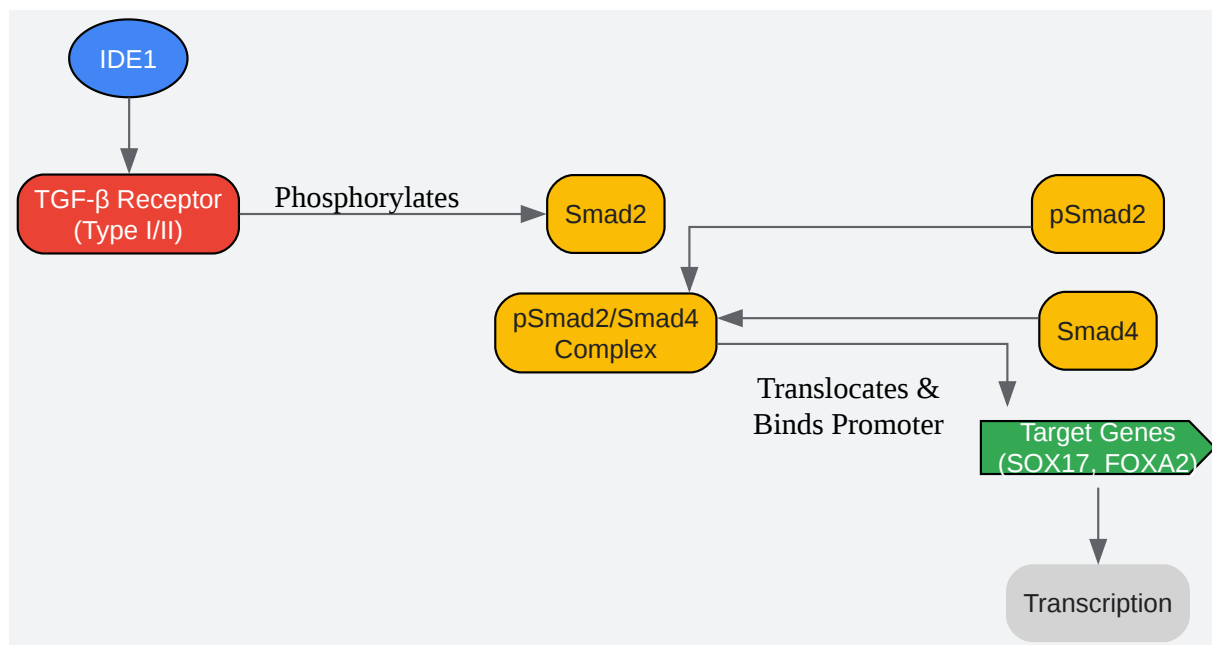 IDE1
TGF-β Receptor
(Type I/II)
Phosphorylates
Smad2
pSmad2
pSmad2/Smad4
Complex
Smad4
Translocates &
Binds Promoter
Target Genes
(SOX17, FOXA2)
Transcription